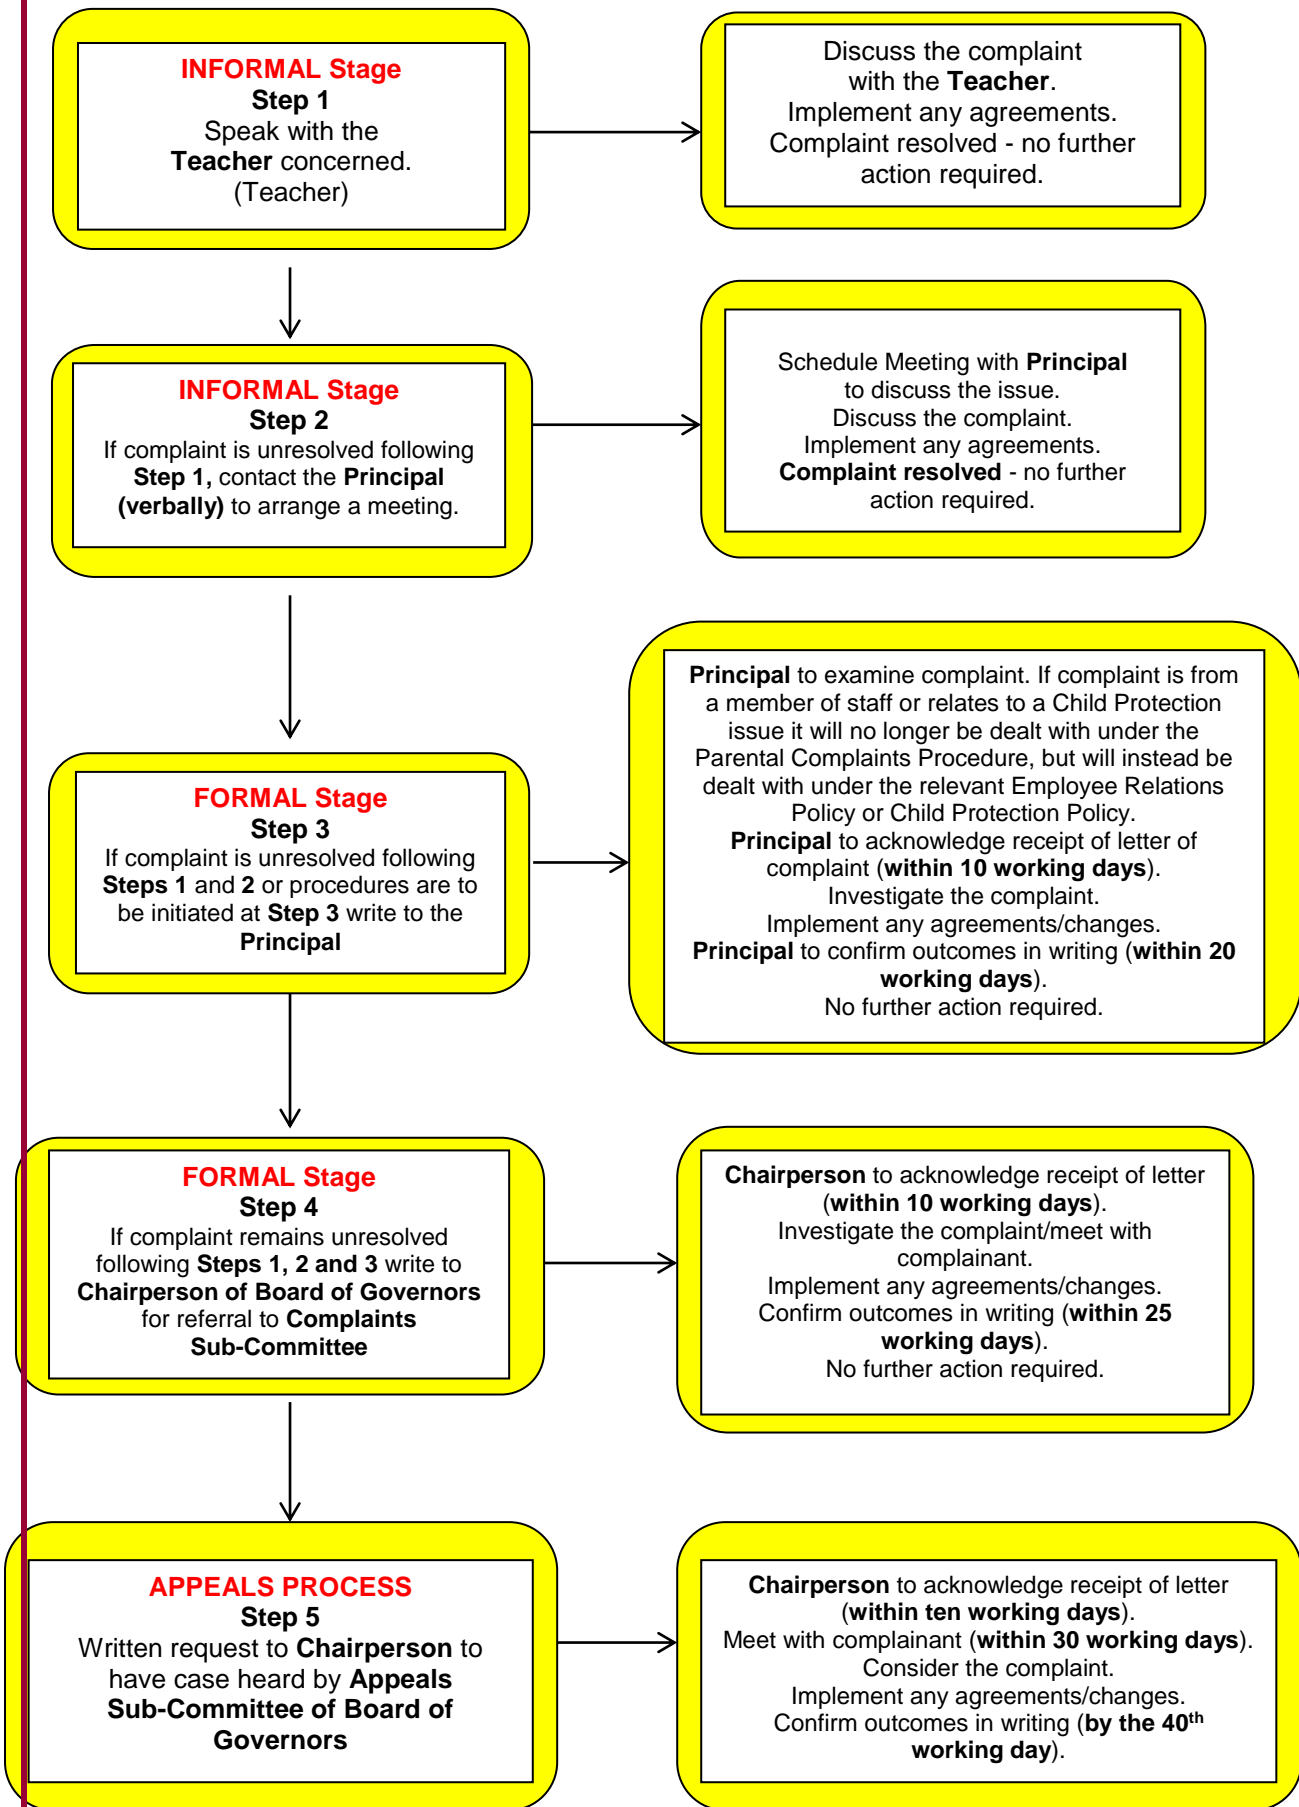 INFORMAL Stage
Step 1
Speak with the
Teacher concerned.
(Teacher)
Discuss the complaint
with the Teacher.
Implement any agreements.
Complaint resolved - no further
action required.
INFORMAL Stage
Step 2
If complaint is unresolved following
Step 1, contact the Principal
(verbally) to arrange a meeting.
Schedule Meeting with Principal
to discuss the issue.
Discuss the complaint.
Implement any agreements.
Complaint resolved - no further
action required.
FORMAL Stage
Step 3
If complaint is unresolved following
Steps 1 and 2 or procedures are to
be initiated at Step 3 write to the
Principal
Principal to examine complaint. If complaint is from
a member of staff or relates to a Child Protection
issue it will no longer be dealt with under the
Parental Complaints Procedure, but will instead be
dealt with under the relevant Employee Relations
Policy or Child Protection Policy.
Principal to acknowledge receipt of letter of
complaint (within 10 working days).
Investigate the complaint.
Implement any agreements/changes.
Principal to confirm outcomes in writing (within 20
working days).
No further action required.
FORMAL Stage
Step 4
If complaint remains unresolved
following Steps 1, 2 and 3 write to
Chairperson of Board of Governors
for referral to Complaints
Sub-Committee
Chairperson to acknowledge receipt of letter
(within 10 working days).
Investigate the complaint/meet with
complainant.
Implement any agreements/changes.
Confirm outcomes in writing (within 25
working days).
No further action required.
APPEALS PROCESS
Step 5
Written request to Chairperson to
have case heard by Appeals
Sub-Committee of Board of
Governors
Chairperson to acknowledge receipt of letter
(within ten working days).
Meet with complainant (within 30 working days).
Consider the complaint.
Implement any agreements/changes.
Confirm outcomes in writing (by the 40th
working day).